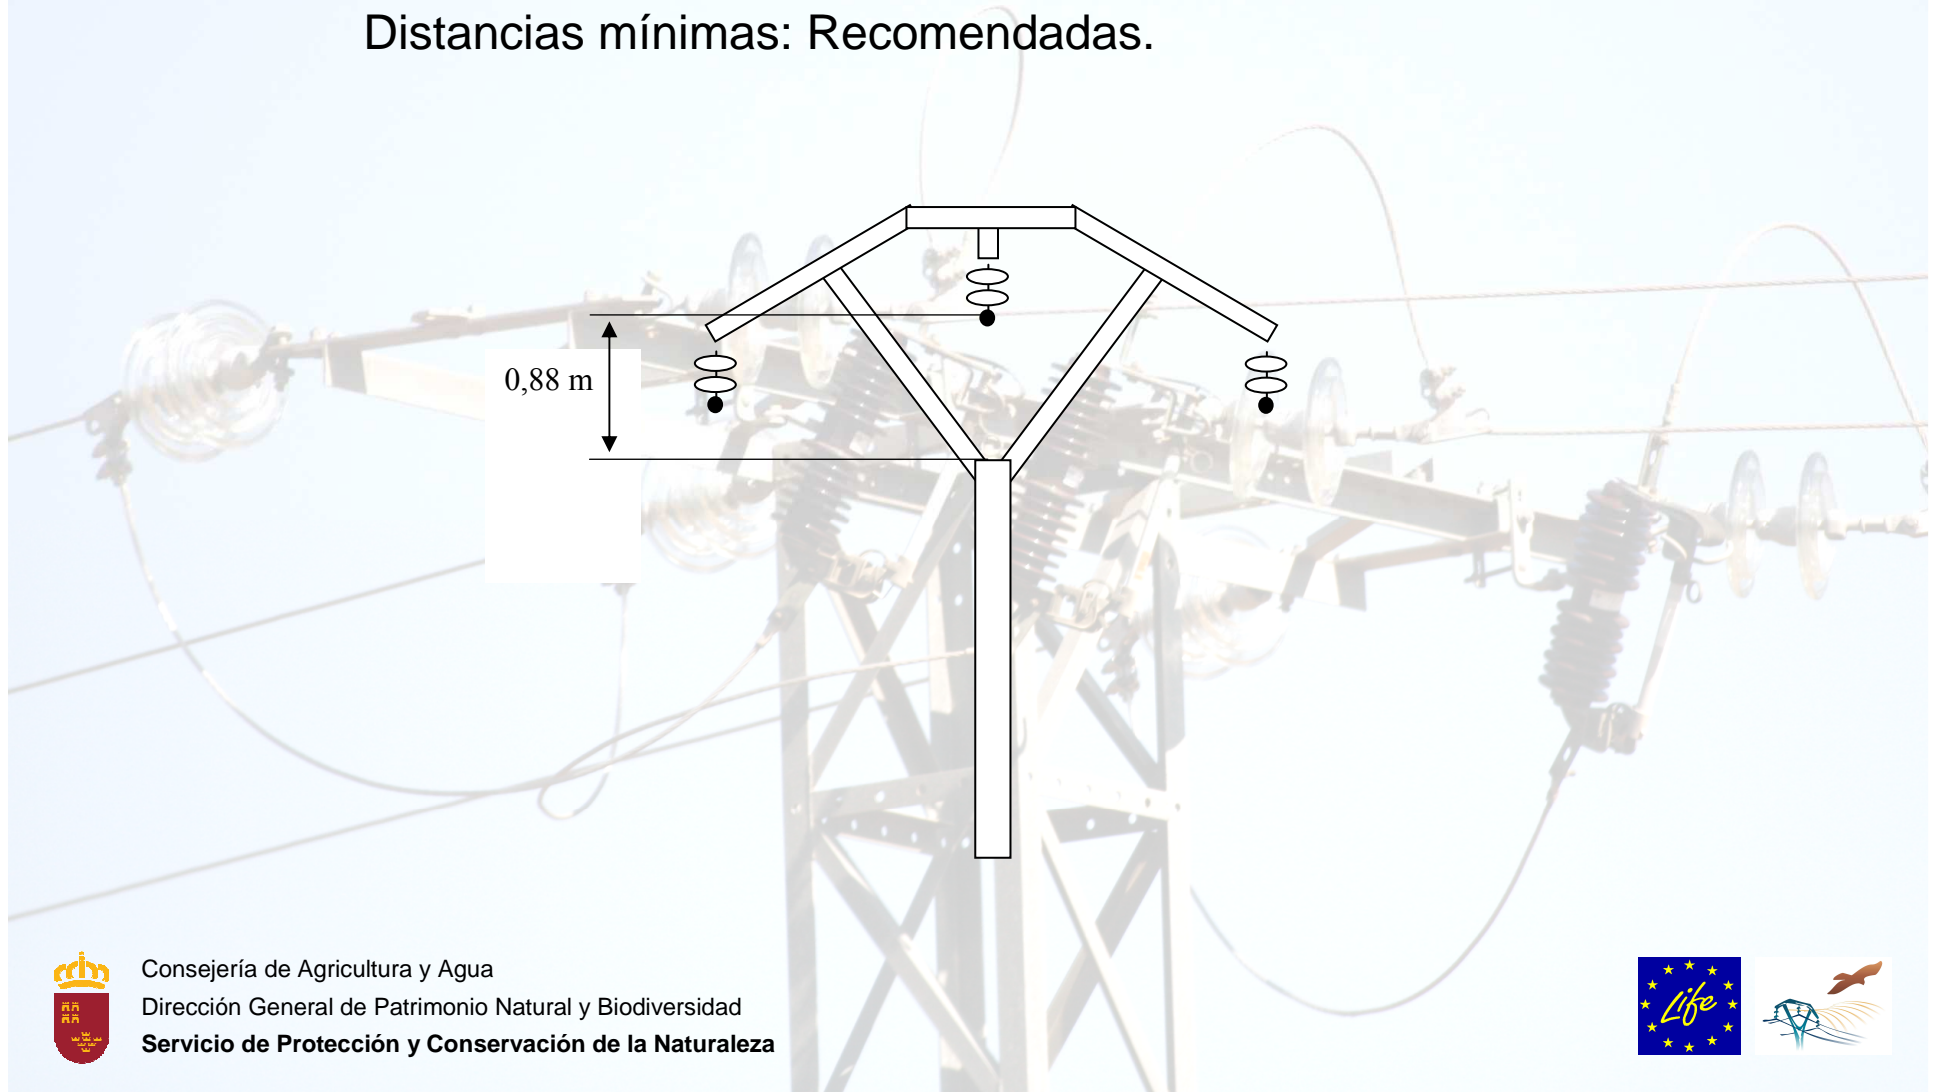 Distancias mínimas: Recomendadas.
0,88 m
Consejería de Agricultura y Agua
Dirección General de Patrimonio Natural y Biodiversidad
Servicio de Protección y Conservación de la Naturaleza
Life